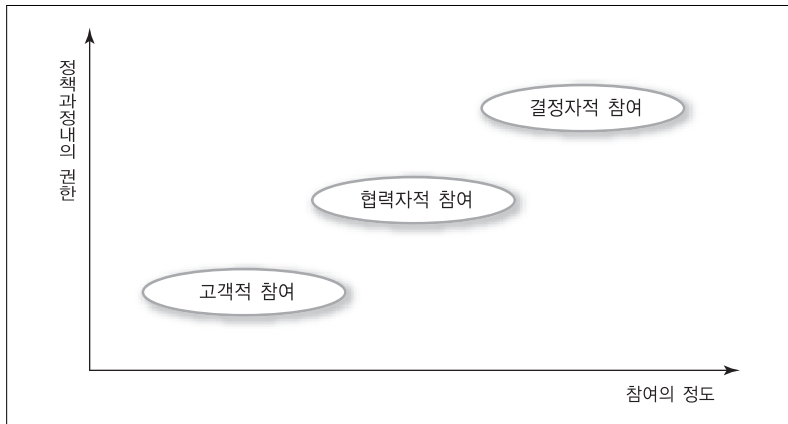 정책과정내의 권한
결정자적 참여
협력자적 참여
고객적 참여
참여의 정도